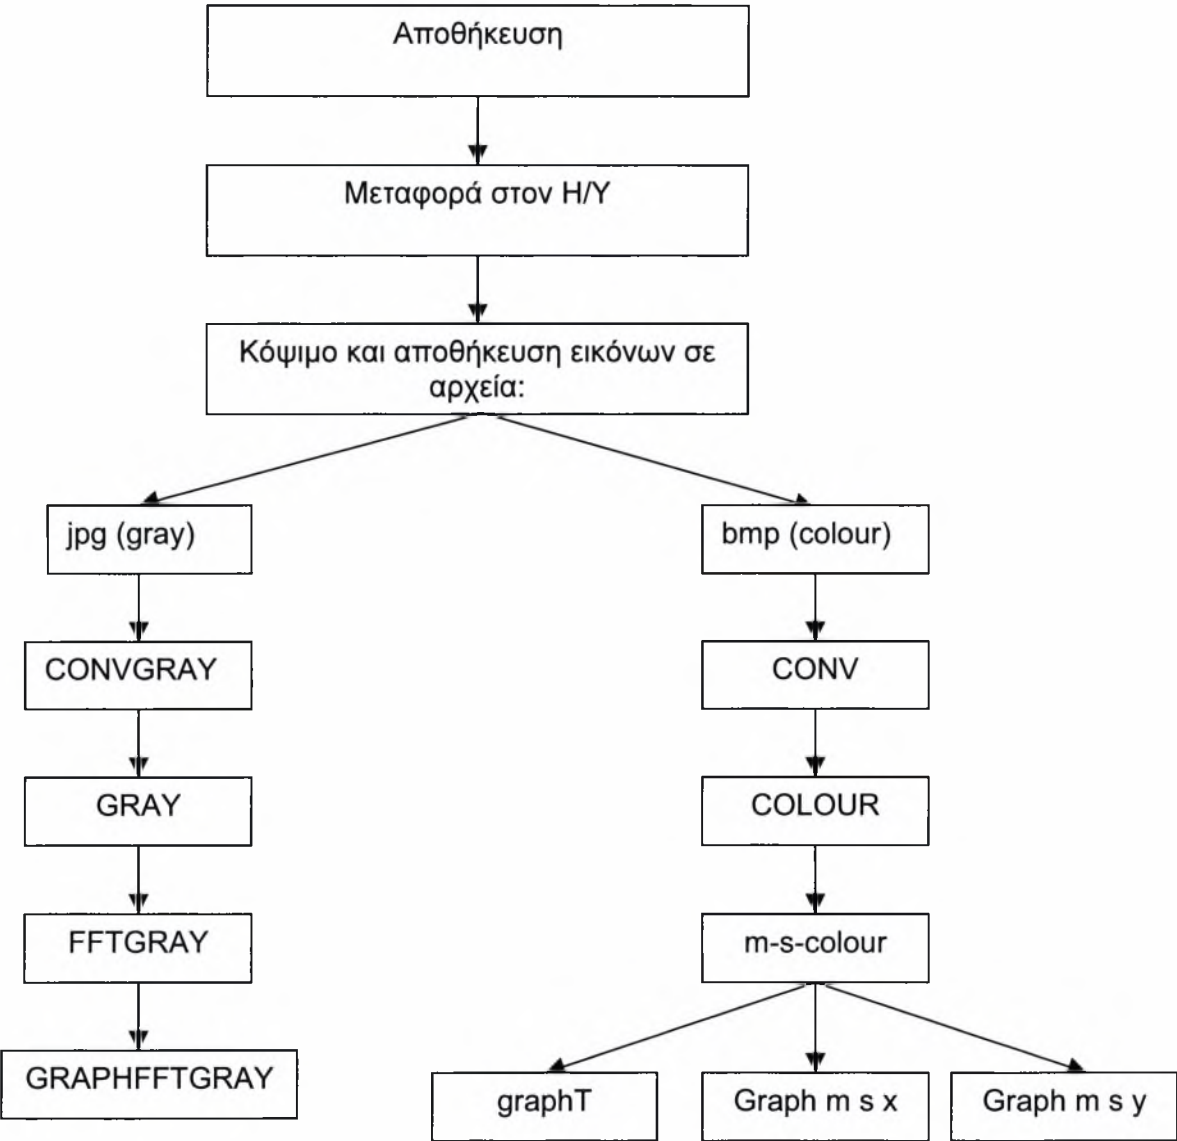 Αποθήκευση
Μεταφορά στον Η/Υ
Κόψιμο και αποθήκευση εικόνων σε
αρχεία:
jpg (gray)
bmp (colour)
CONVGRAY
CONV
GRAY
COLOUR
FFTGRAY
m-s-colour
GRAPHFFTGRAY
graphT
Graph m s x
Graph m s y